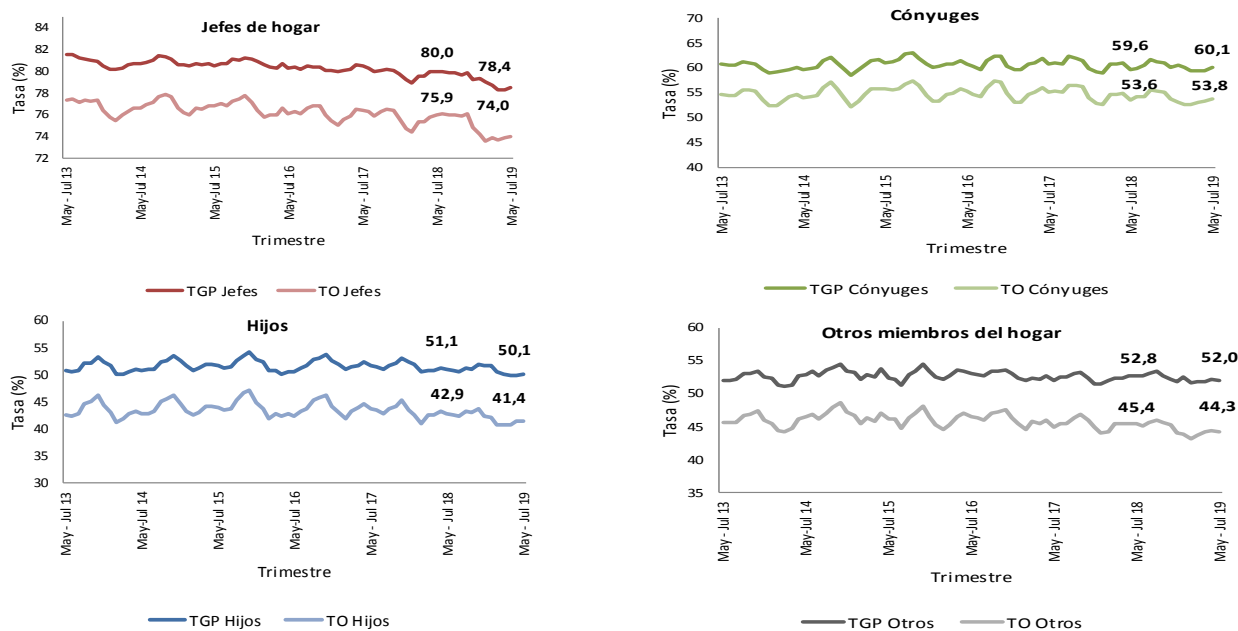 Jefes de hogar
Tasa (%)
84
82
80
78
76
74
72
80,0
78,4
75,9
74,0
May - Jul 13
May-Jul 14
May - Jul 15
May - Jul 16
May - Jul 17
May - Jul 18
May - Jul 19
Trimestre
TGP Jefes
TO Jefes
Cónyuges
Tasa (%)
70
65
60
55
50
45
40
59,6
60,1
53,6
53,8
May - Jul 13
May - Jul 14
May - Jul 15
May - Jul 16
May - Jul 17
May - Jul 18
May - Jul 19
Trimestre
TGP Cónyuges
TO Cónyuges
Hijos
Tasa (%)
60
55
50
45
40
35
30
51,1
50,1
42,9
41,4
May - Jul 13
May-Jul 14
May - Jul 15
May - Jul 16
May - Jul 17
May - Jul 18
May - Jul 19
Trimestre
TGP Hijos
TO Hijos
Otros miembros del hogar
Tasa (%)
60
55
50
45
40
35
52,8
52,0
45,4
44,3
May - Jul 13
May-Jul 14
May - Jul 15
May - Jul 16
May - Jul 17
May - Jul 18
May - Jul 19
Trimestre
TGP Otros
TO Otros